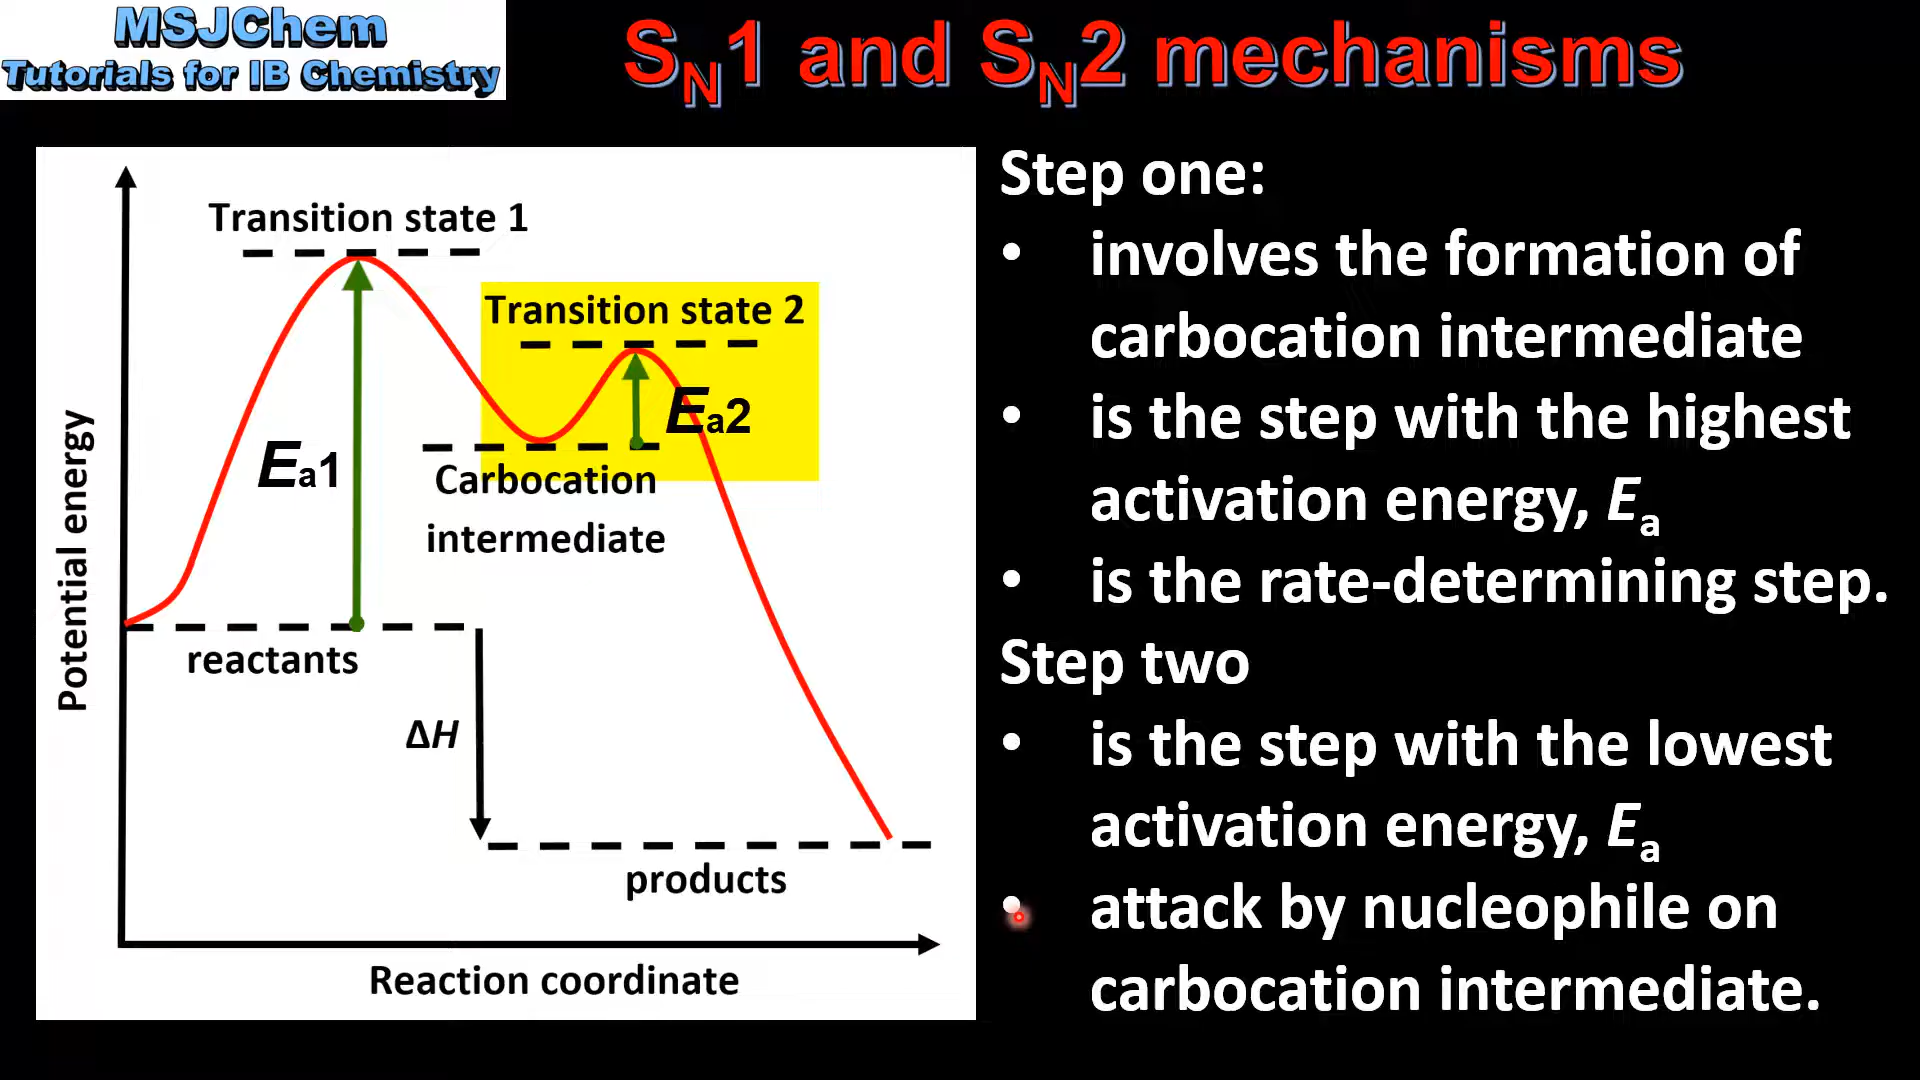 MSJChem
Tutorials for IB Chemistry
SN1 and SN2 mechanisms
Transition state 1
Transition state 2
Ea1
Ea2
Carbocation
intermediate
reactants
ΔH
products
Potential energy
Reaction coordinate
Step one:
• involves the formation of
carbocation intermediate
• is the step with the highest
activation energy, Ea
• is the rate-determining step.
Step two
• is the step with the lowest
activation energy, Ea
• attack by nucleophile on
carbocation intermediate.